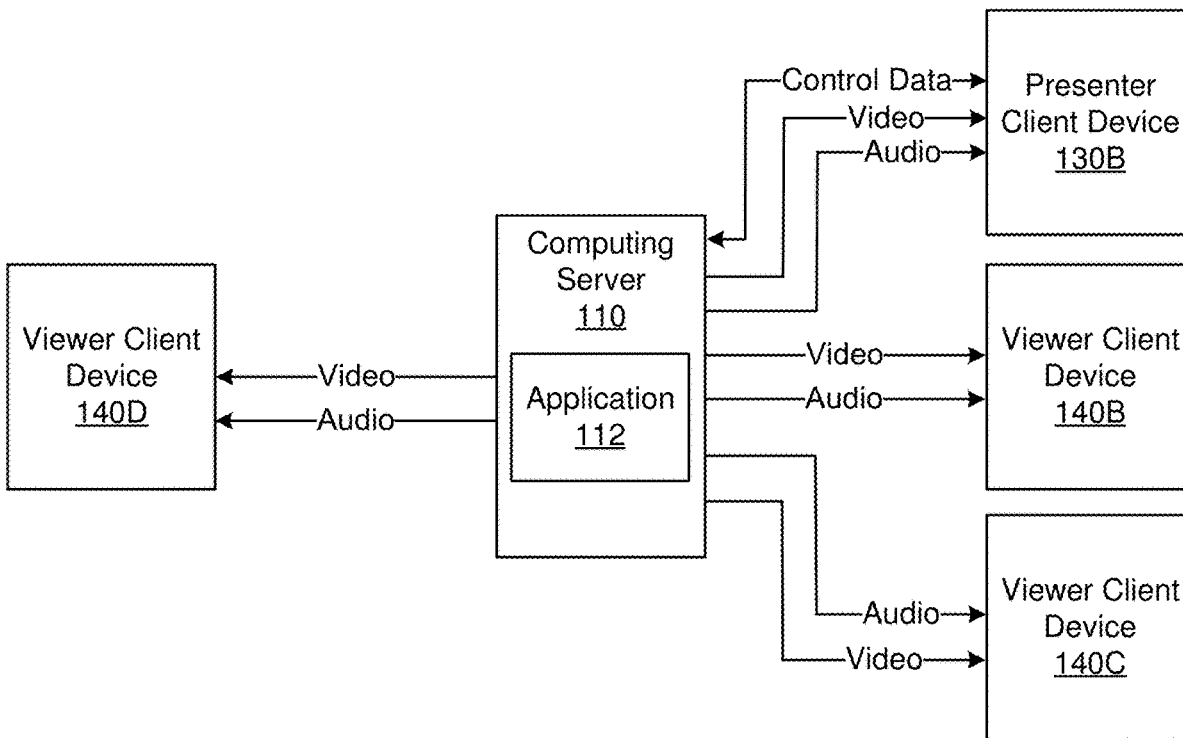 Control Data
Video
Audio
Presenter
Client Device
130B
Computing
Server
110
Application
112
Viewer Client
Device
140D
Video
Audio
Video
Audio
Viewer Client
Device
140B
Audio
Video
Viewer Client
Device
140C